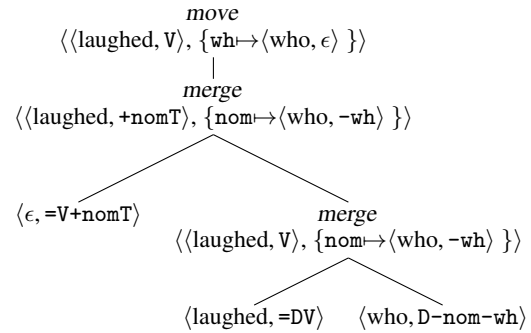 move
⟨⟨laughed, V⟩, {wh↦⟨who, ϵ⟩ }⟩
merge
⟨⟨laughed, +nomT⟩, {nom↦⟨who, -wh⟩ }⟩
⟨ϵ, =V+nomT⟩
merge
⟨⟨laughed, V⟩, {nom↦⟨who, -wh⟩ }⟩
⟨laughed, =DV⟩ ⟨who, D-nom-wh⟩